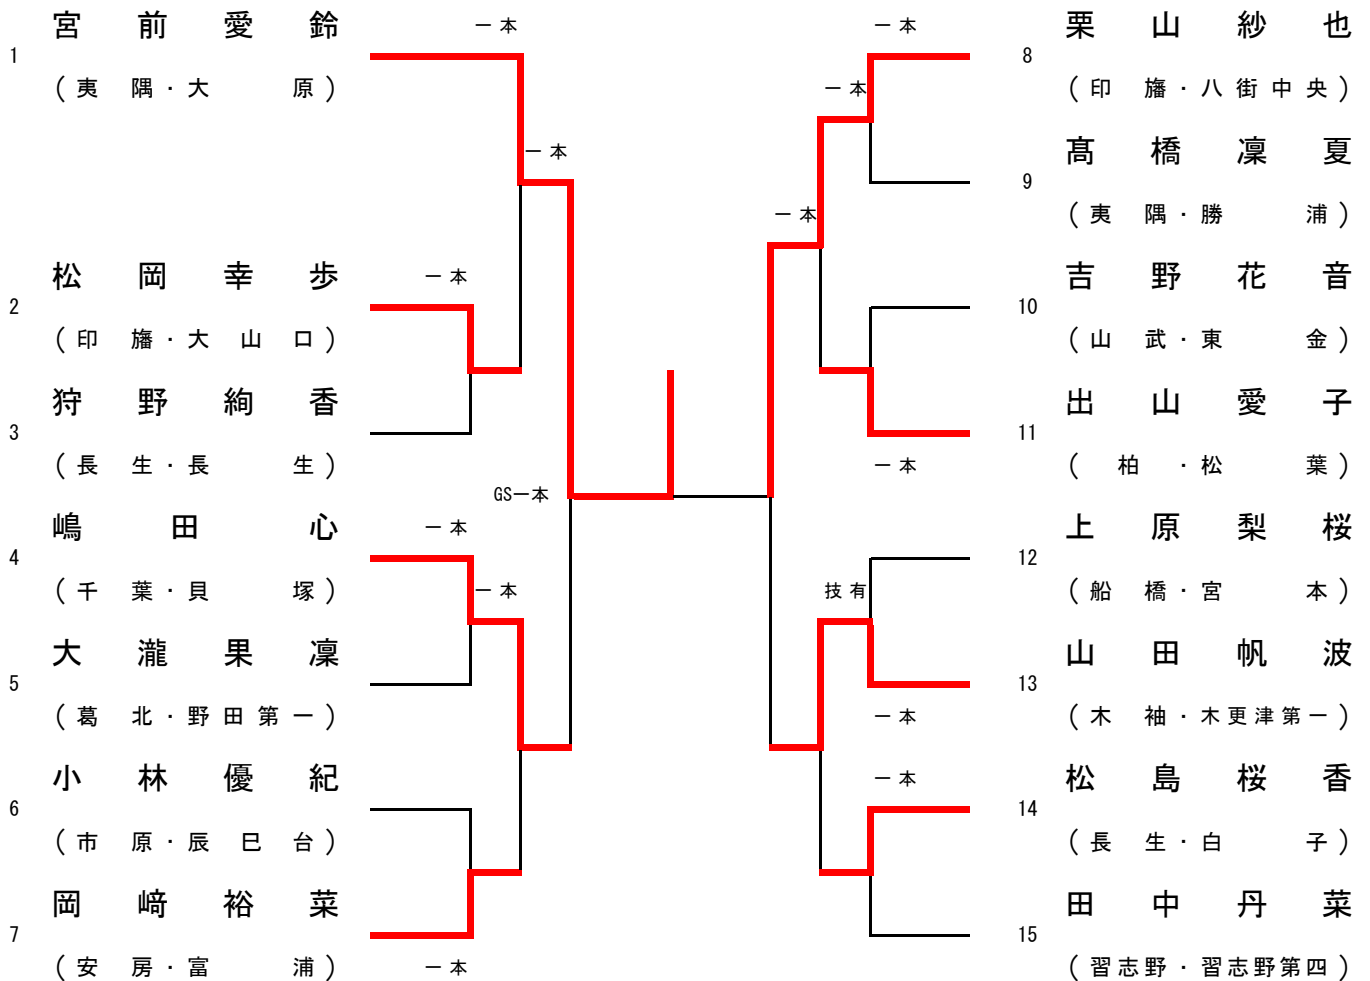 宮前愛鈴
一本
1
(夷隅・大原)
一本
松岡幸歩
一本
2
(印旛・大山口)
狩野絢香
3
(長生・長生)
GS一本
嶋田心
一本
4
(千葉・貝塚)
一本
大瀧果凜
5
(葛北・野田第一)
小林優紀
6
(市原・辰巳台)
岡﨑裕菜
7
(安房・富浦)
一本
一本
栗山紗也
8
一本
(印旛・八街中央)
髙橋凜夏
9
一本
(夷隅・勝浦)
吉野花音
10
(山武・東金)
出山愛子
11
一本
(柏・松葉)
上原梨桜
12
技有
(船橋・宮本)
山田帆波
13
一本
(木袖・木更津第一)
一本
松島桜香
14
(長生・白子)
田中丹菜
15
(習志野・習志野第四)